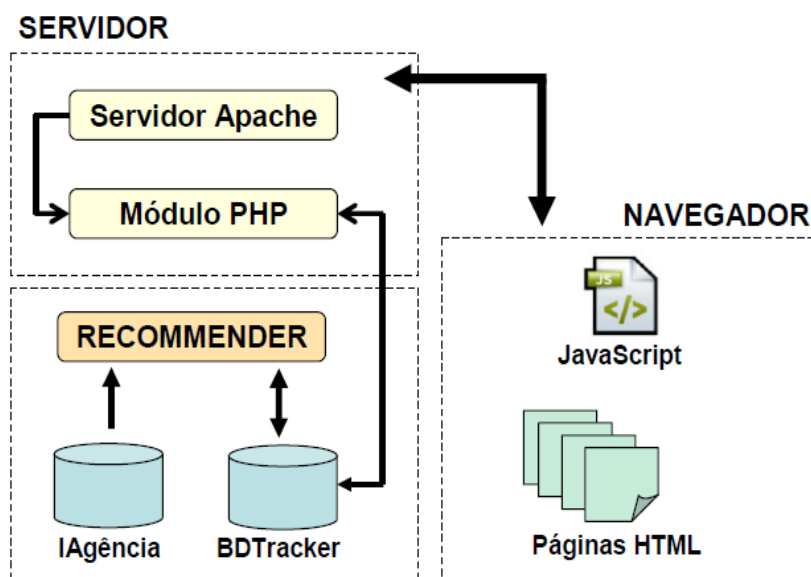 SERVIDOR
Servidor Apache
Módulo PHP
NAVEGADOR
JS
</>
JavaScript
RECOMMENDER
IAgência
BDTracker
Páginas HTML